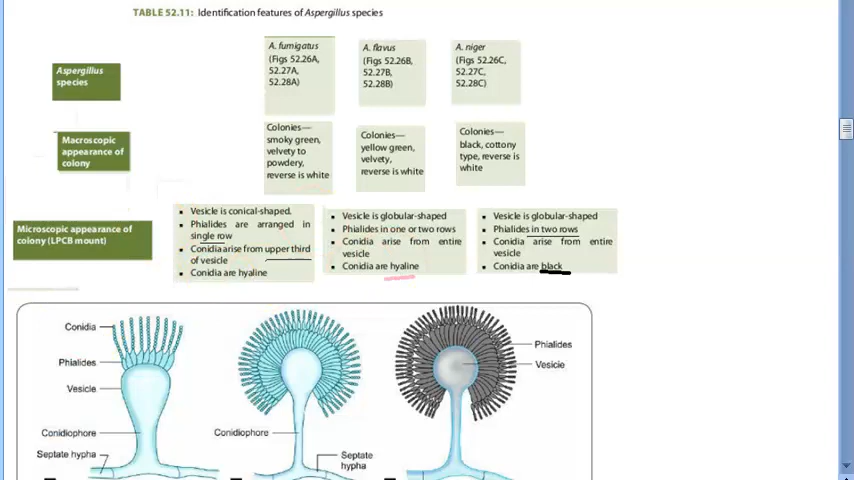 TABLE 52.11: Identification features of Aspergillus species
Aspergillus
species
A. fumigatus
(Figs 52.26A,
52.27A,
52.28A)
A. flavus
(Figs 52.26B,
52.27B,
52.28B)
A. niger
(Figs 52.26C,
52.27C,
52.28C)
Macroscopic
appearance of
colony
Colonies—
smoky green,
velvety to
powdery,
reverse is white
Colonies—
yellow green,
velvety,
reverse is white
Colonies—
black, cottony
type, reverse is
white
Microscopic appearance of
colony (LPCB mount)
▪ Vesicle is conical-shaped.
▪ Phialides are arranged in
single row
▪ Conidia arise from upper third
of vesicle
▪ Conidia are hyaline
▪ Vesicle is globular-shaped
▪ Phialides in one or two rows
▪ Conidia arise from entire
vesicle
▪ Conidia are hyaline
▪ Vesicle is globular-shaped
▪ Phialides in two rows
▪ Conidia arise from entire
vesicle
▪ Conidia are black
Conidia
Phialides
Vesicle
Conidiophore
Septate hypha
Conidiophore
Septate
hypha
Phialides
Vesicie